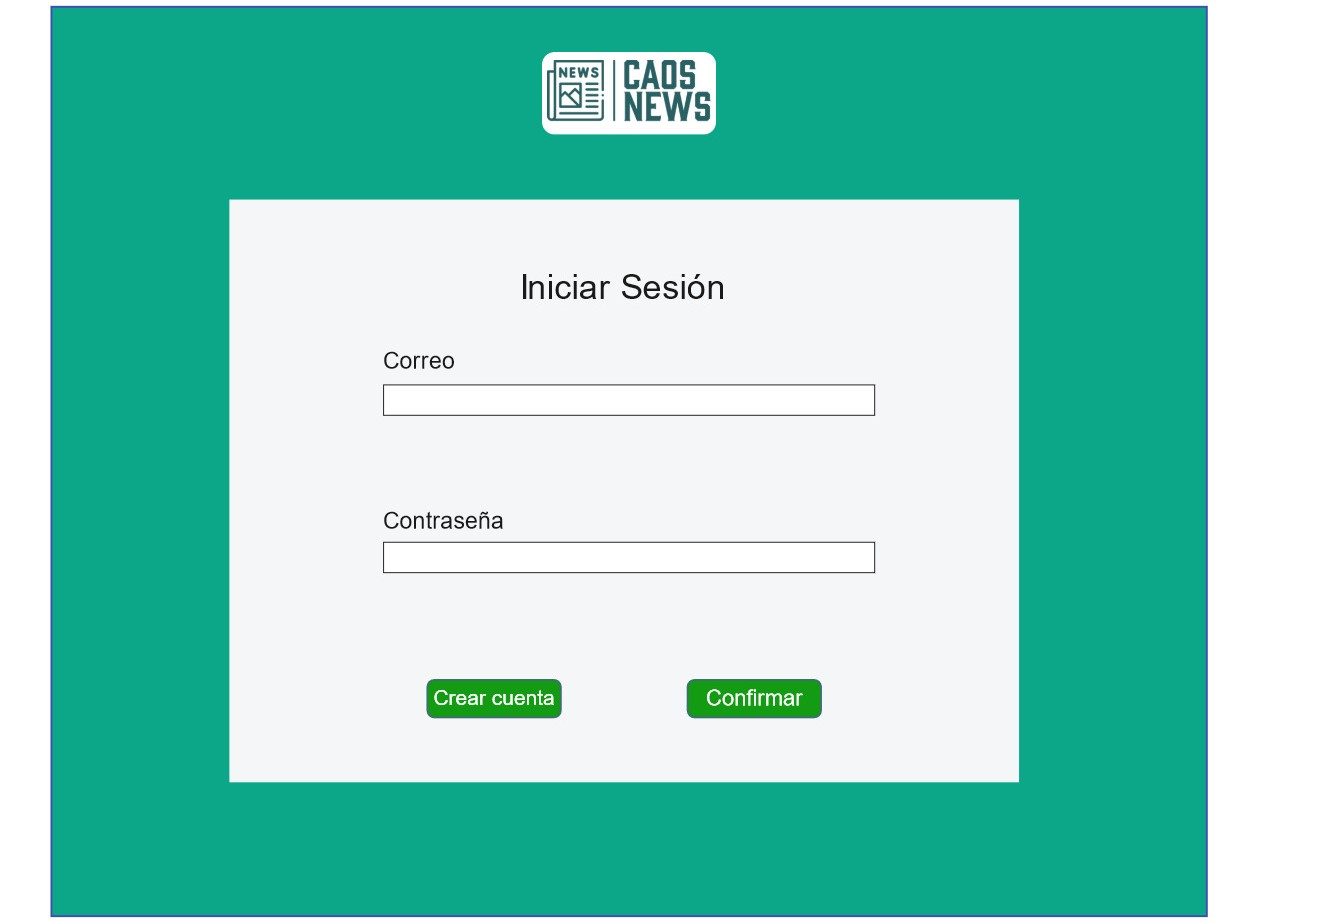 NEWS
CAOS
NEWS
Iniciar Sesión
Correo
Contraseña
Crear cuenta
Confirmar